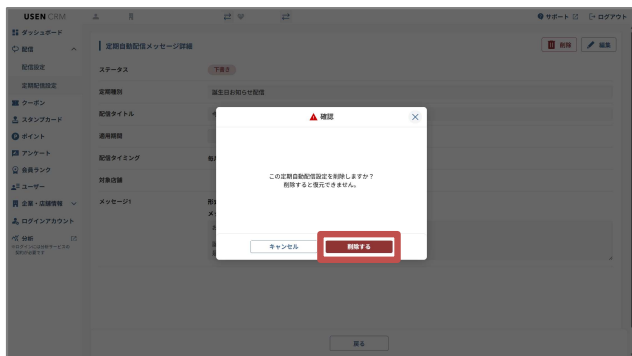 USEN CRM
サポート
ログアウト
ダッシュボード
配信
配信設定
定期配信設定
クーポン
スタンプカード
ポイント
アンケート
会員ランク
ユーザー
企業・店舗情報
ログインアカウント
分析
定期自動配信メッセージ詳細
削除
編集
ステータス
下書き
定期種別
誕生日お知らせ配信
配信タイトル
適用期間
配信タイミング
対象店舗
メッセージ1
確認
この定期自動配信設定を削除しますか？
削除すると復元できません。
キャンセル
削除する
戻る